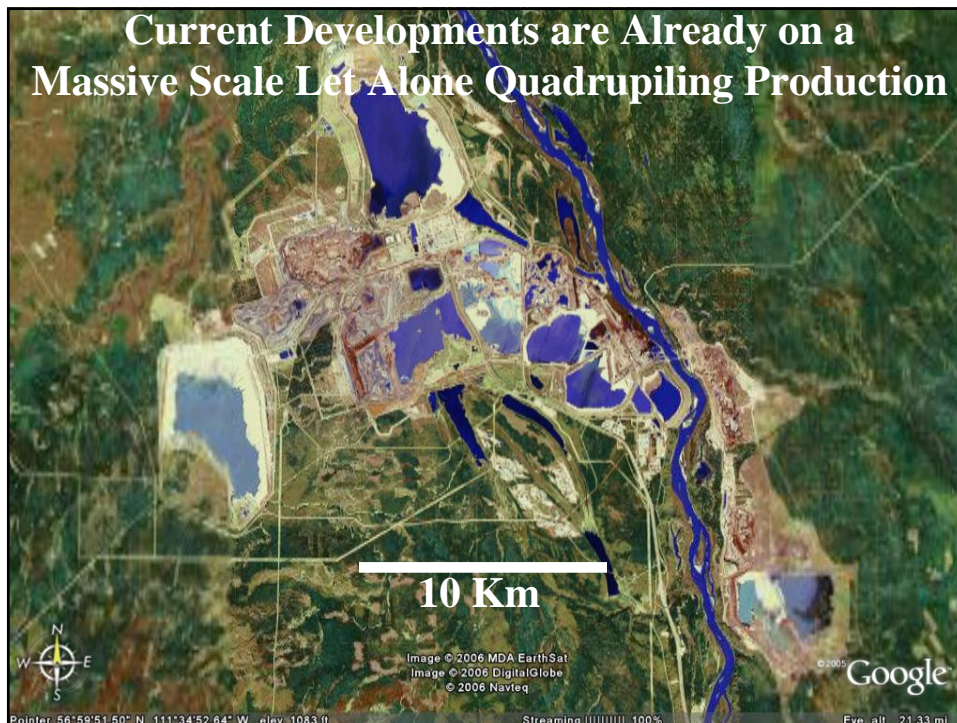 Current Developments are Already on a
Massive Scale Let Alone Quadrupiling Production
10 Km
N
W E
S
Image © 2006 MDA EarthSat
Image © 2006 DigitalGlobe
© 2006 Navteq
©2005 Google
Pointer 56°59'51.50" N 111°34'52.64" W elev 1083 ft Streaming |||||||||| 100% Eye alt 21.33 mi